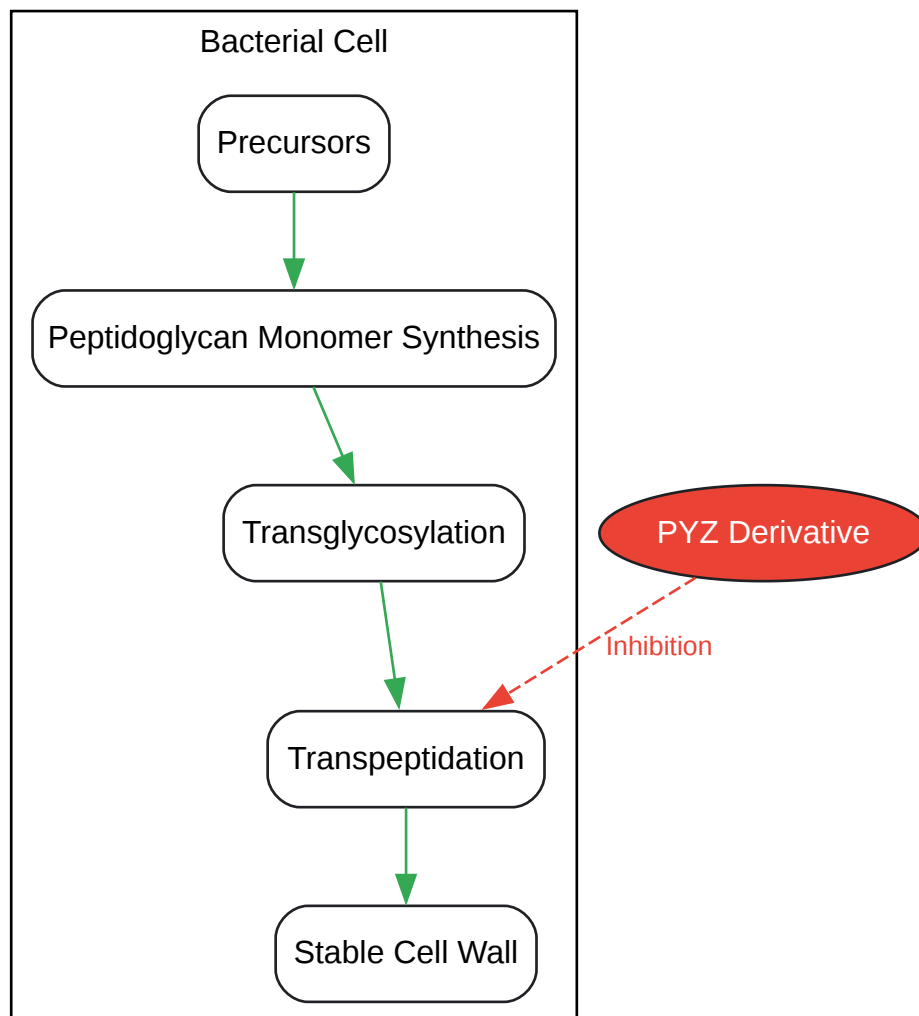 Bacterial Cell
Precursors
Peptidoglycan Monomer Synthesis
Transglycosylation
PYZ Derivative
Inhibition
Transpeptidation
Stable Cell Wall